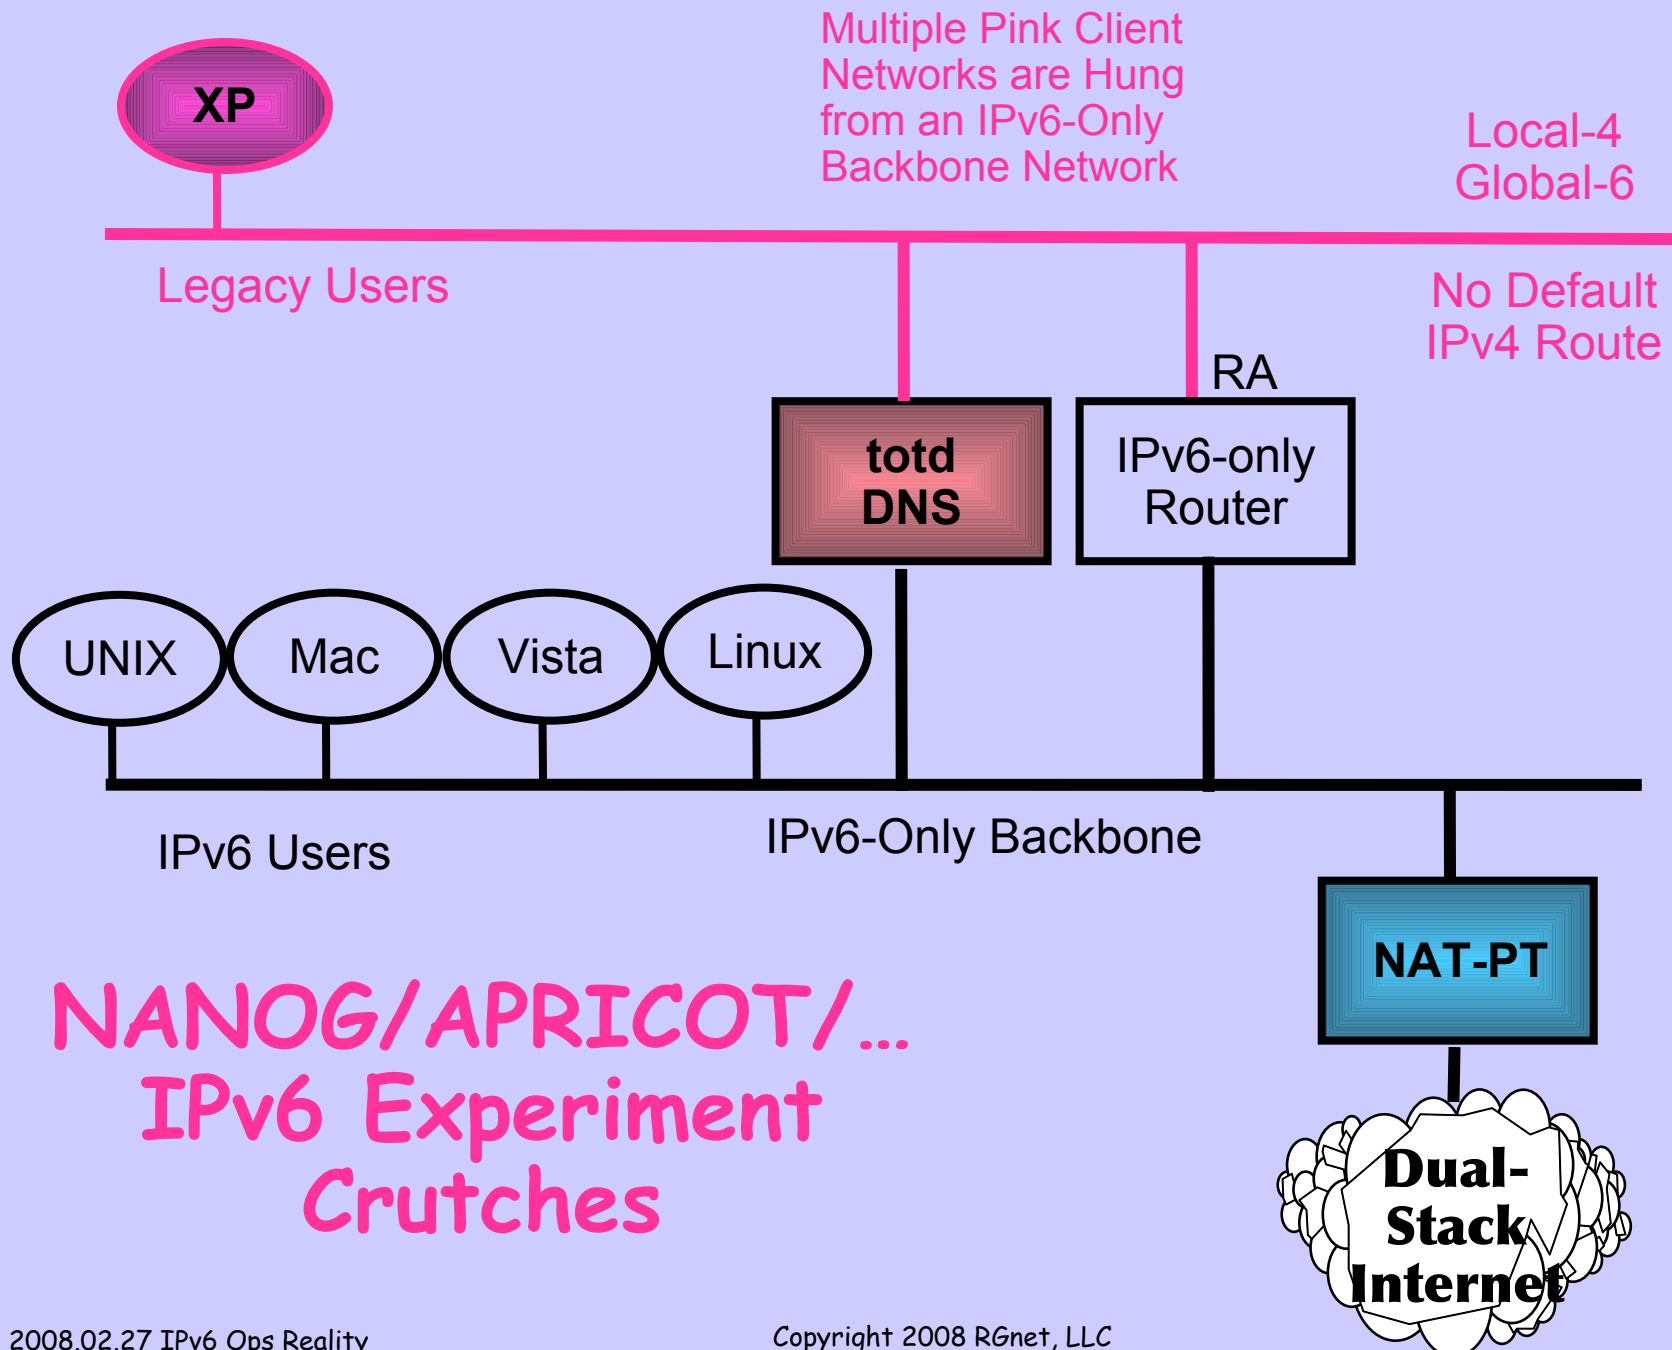 Multiple Pink Client
Networks are Hung
from an IPv6-Only
Backbone Network
XP
Local-4
Global-6
Legacy Users
No Default
IPv4 Route
RA
totd
DNS
IPv6-only
Router
UNIX
Mac
Vista
Linux
IPv6 Users
IPv6-Only Backbone
NAT-PT
NANOG/APRICOT/…
IPv6 Experiment
Crutches
Dual-
Stack
Internet
2008.02.27 IPv6 Ops Reality
Copyright 2008 RGnet, LLC